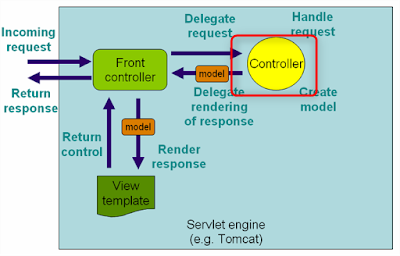 Incoming
request
Return
response
Front
controller
Delegate
request
Handle
request
Controller
model
Delegate
rendering
of response
Create
model
Return
control
model
Render
response
View
template
Servlet engine
(e.g. Tomcat)